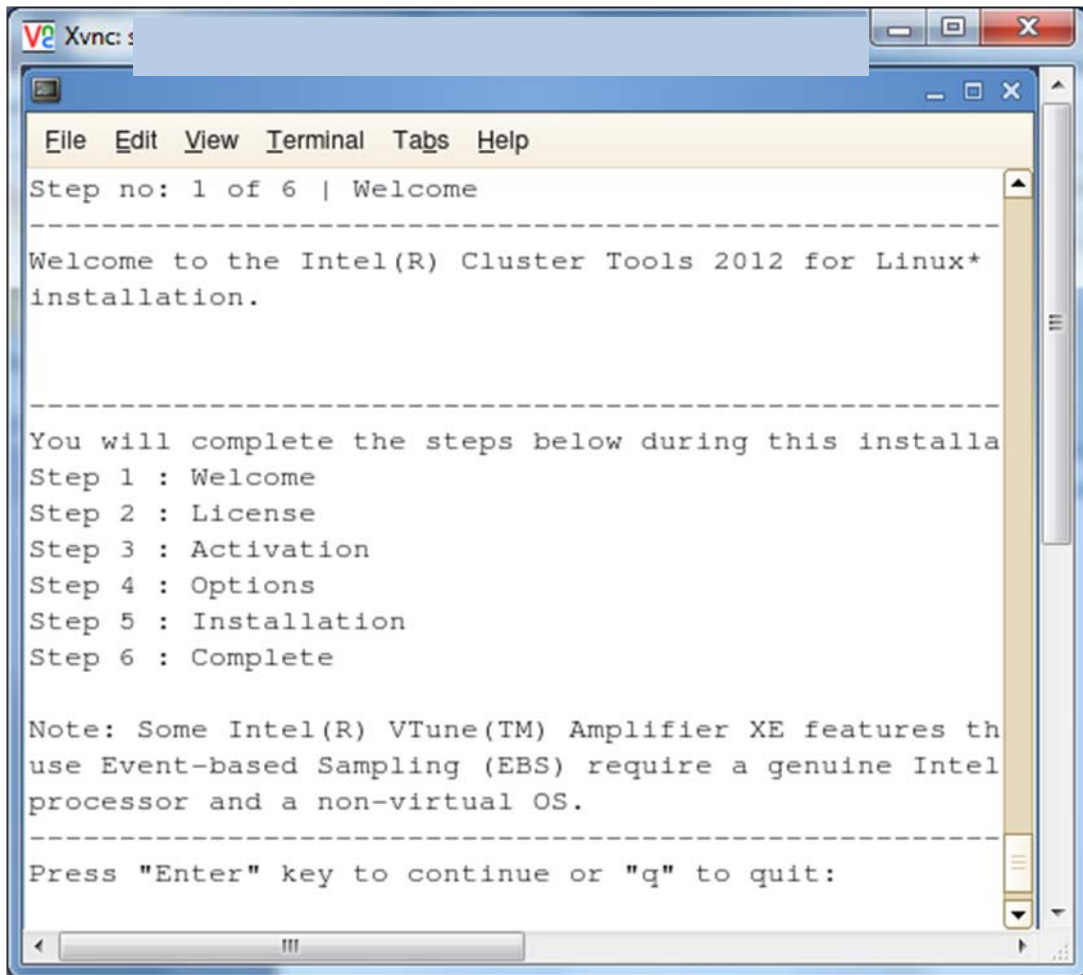 Xvnc: s
File Edit View Terminal Tabs Help
Step no: 1 of 6 | Welcome
--------------------------------------------------------
Welcome to the Intel(R) Cluster Tools 2012 for Linux*
installation.
--------------------------------------------------------
You will complete the steps below during this installa
Step 1 : Welcome
Step 2 : License
Step 3 : Activation
Step 4 : Options
Step 5 : Installation
Step 6 : Complete
Note: Some Intel(R) VTune(TM) Amplifier XE features th
use Event-based Sampling (EBS) require a genuine Intel
processor and a non-virtual OS.
--------------------------------------------------------
Press "Enter" key to continue or "q" to quit: